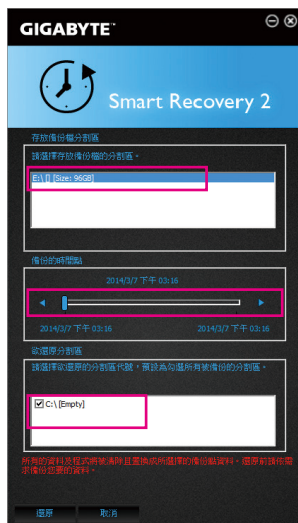 GIGABYTE™
Smart Recovery 2
存放備份檔分割區
請選擇存放備份檔的分割區。
E:\ [] [Size: 96GB]
備份的時間點
2014/3/7 下午 03:16
2014/3/7 下午 03:16
2014/3/7 下午 03:16
欲還原分割區
請選擇欲還原的分割區代號，預設為勾選所有被備份的分割區。
C:\ [Empty]
所有的資料及程式將被清除且置換成所選擇的備份點資料。還原前請依需
求備份您要的資料。
還原
取消